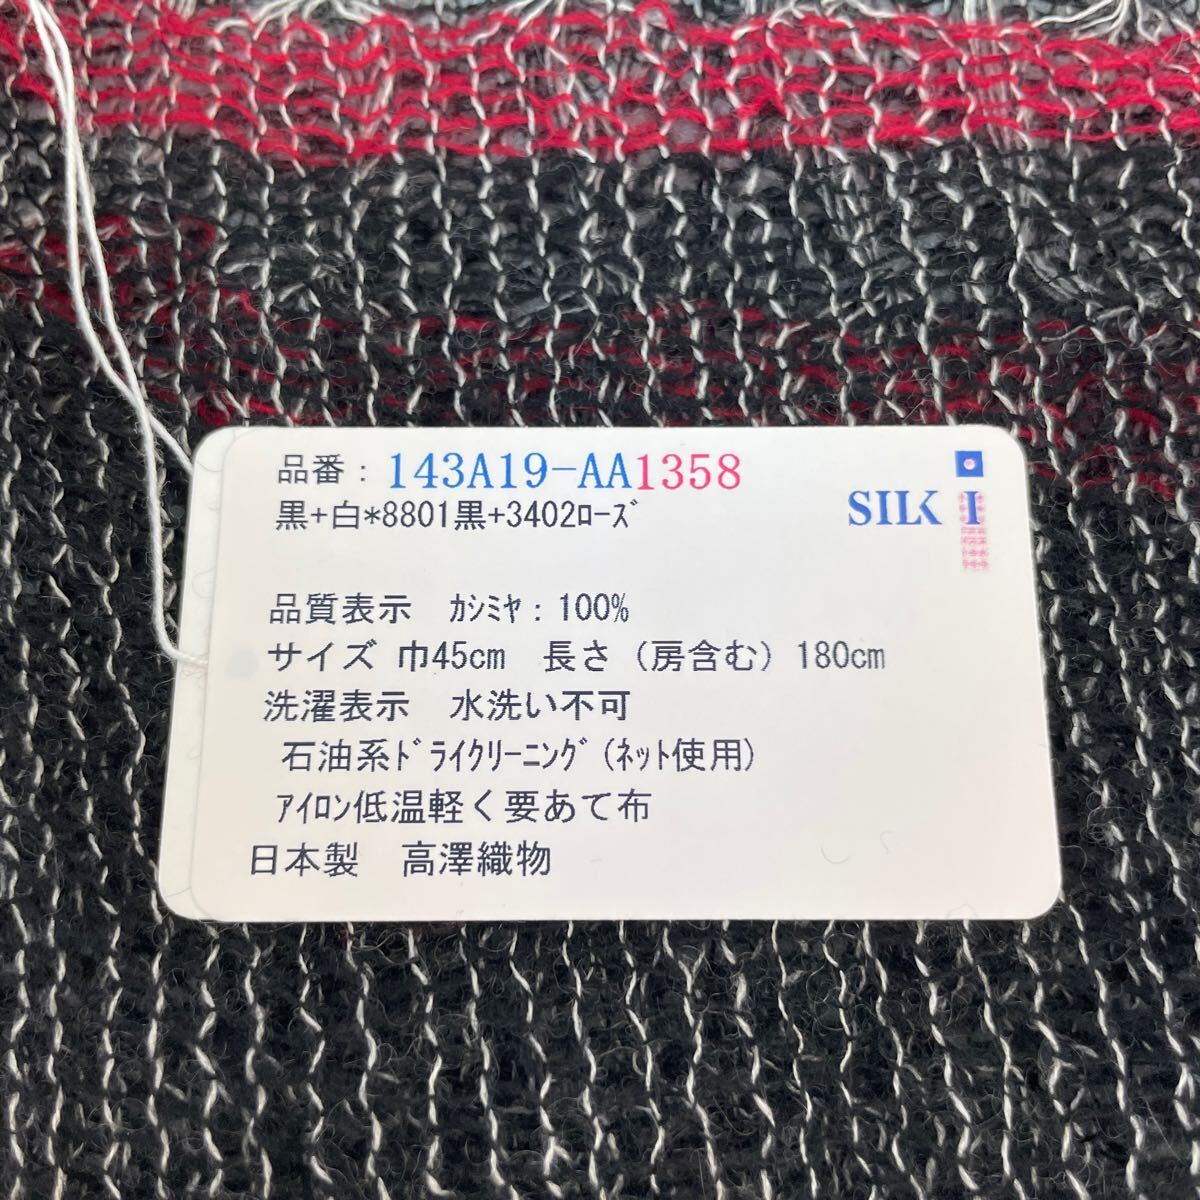 品番：143A19-AA1358
黒+白*8801黒+3402ﾛｰｽﾞ
SILK I
品質表示　ｶｼﾐﾔ：100%
サイズ 巾45cm　長さ（房含む）180cm
洗濯表示　水洗い不可
石油系ﾄﾞﾗｲｸﾘｰﾆﾝｸﾞ(ﾈｯﾄ使用)
ｱｲﾛﾝ低温軽く要あて布
日本製　高澤織物